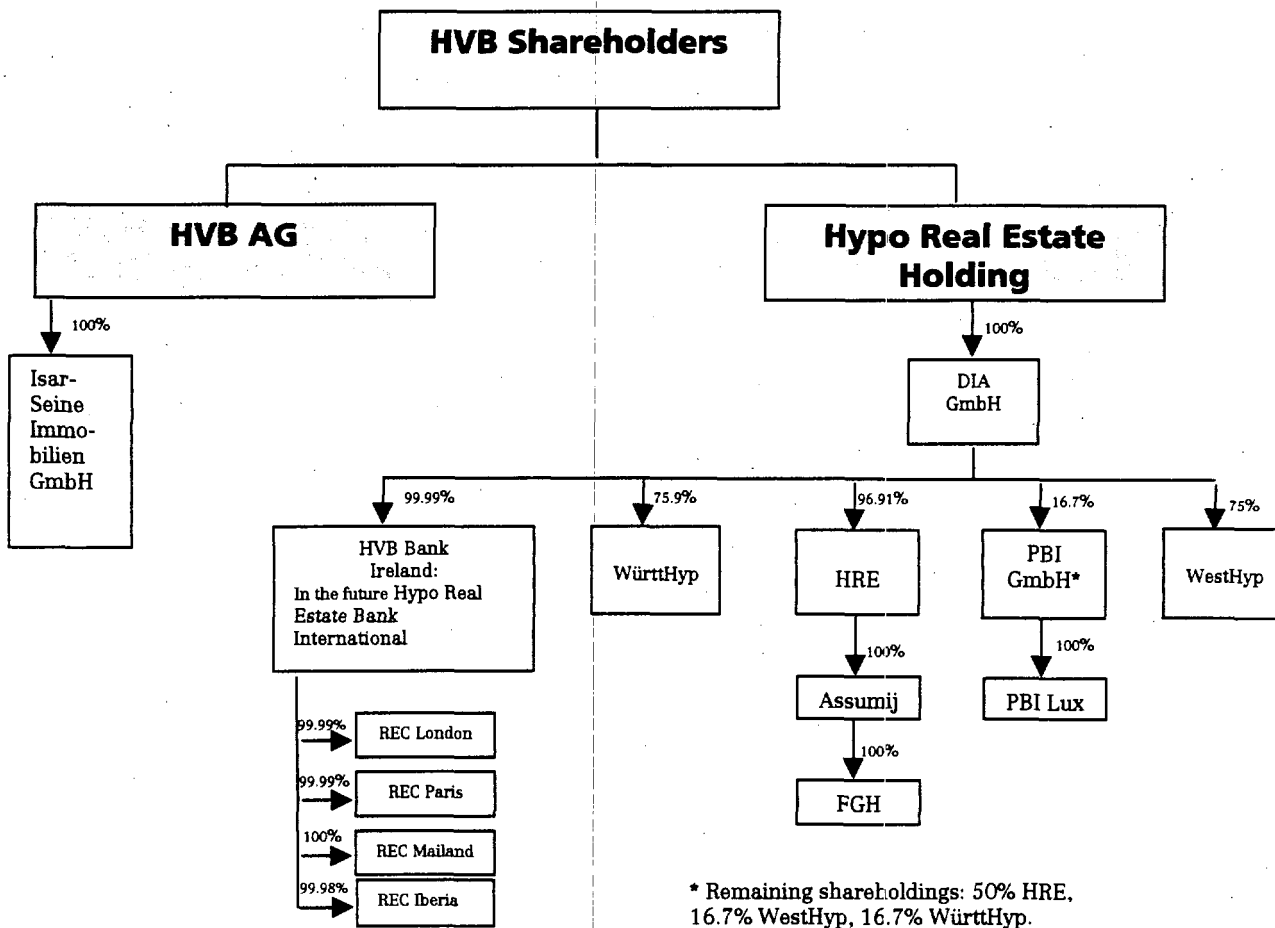 HVB Shareholders
HVB AG
Hypo Real Estate
Holding
100%
100%
Isar-
Seine
Immo-
bilien
GmbH
DIA
GmbH
99.99%
75.9%
96.91%
16.7%
75%
HVB Bank
Ireland:
In the future Hypo Real
Estate Bank
International
WürttHyp
HRE
PBI
GmbH*
WestHyp
100%
100%
Assumij
PBI Lux
99.99%
REC London
100%
99.99%
REC Paris
FGH
100%
REC Mailand
99.98%
REC Iberia
* Remaining shareholdings: 50% HRE,
16.7% WestHyp, 16.7% WürttHyp.